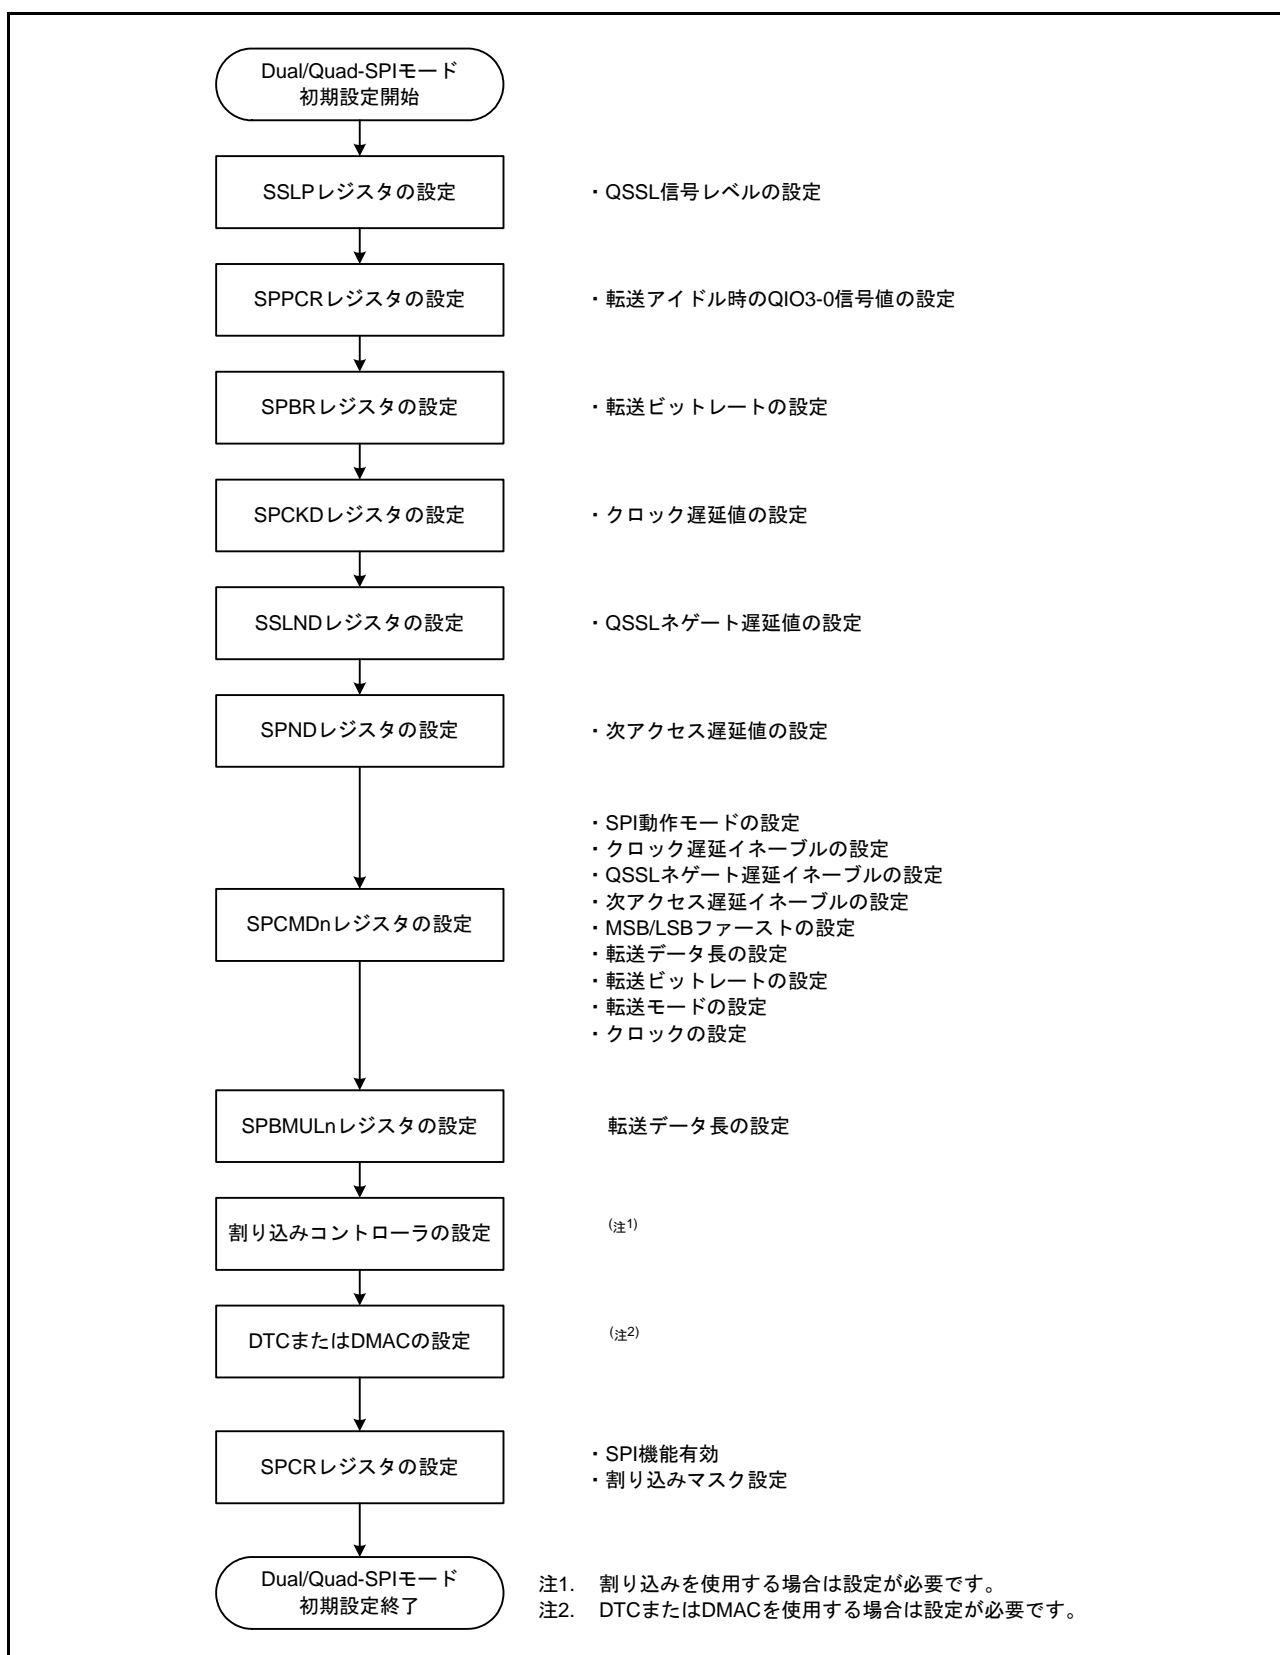 Dual/Quad-SPIモード
初期設定開始
SSLPレジスタの設定
・QSSL信号レベルの設定
SPPCRレジスタの設定
・転送アイドル時のQIO3-0信号値の設定
SPBRレジスタの設定
・転送ビットレートの設定
SPCKDレジスタの設定
・クロック遅延値の設定
SSLNDレジスタの設定
・QSSLネゲート遅延値の設定
SPNDレジスタの設定
・次アクセス遅延値の設定
SPCMDnレジスタの設定
・SPI動作モードの設定
・クロック遅延イネーブルの設定
・QSSLネゲート遅延イネーブルの設定
・次アクセス遅延イネーブルの設定
・MSB/LSBファーストの設定
・転送データ長の設定
・転送ビットレートの設定
・転送モードの設定
・クロックの設定
SPBMULnレジスタの設定
転送データ長の設定
割り込みコントローラの設定
(注1)
DTCまたはDMACの設定
(注2)
SPCRレジスタの設定
・SPI機能有効
・割り込みマスク設定
Dual/Quad-SPIモード
初期設定終了
注1. 割り込みを使用する場合は設定が必要です。
注2. DTCまたはDMACを使用する場合は設定が必要です。